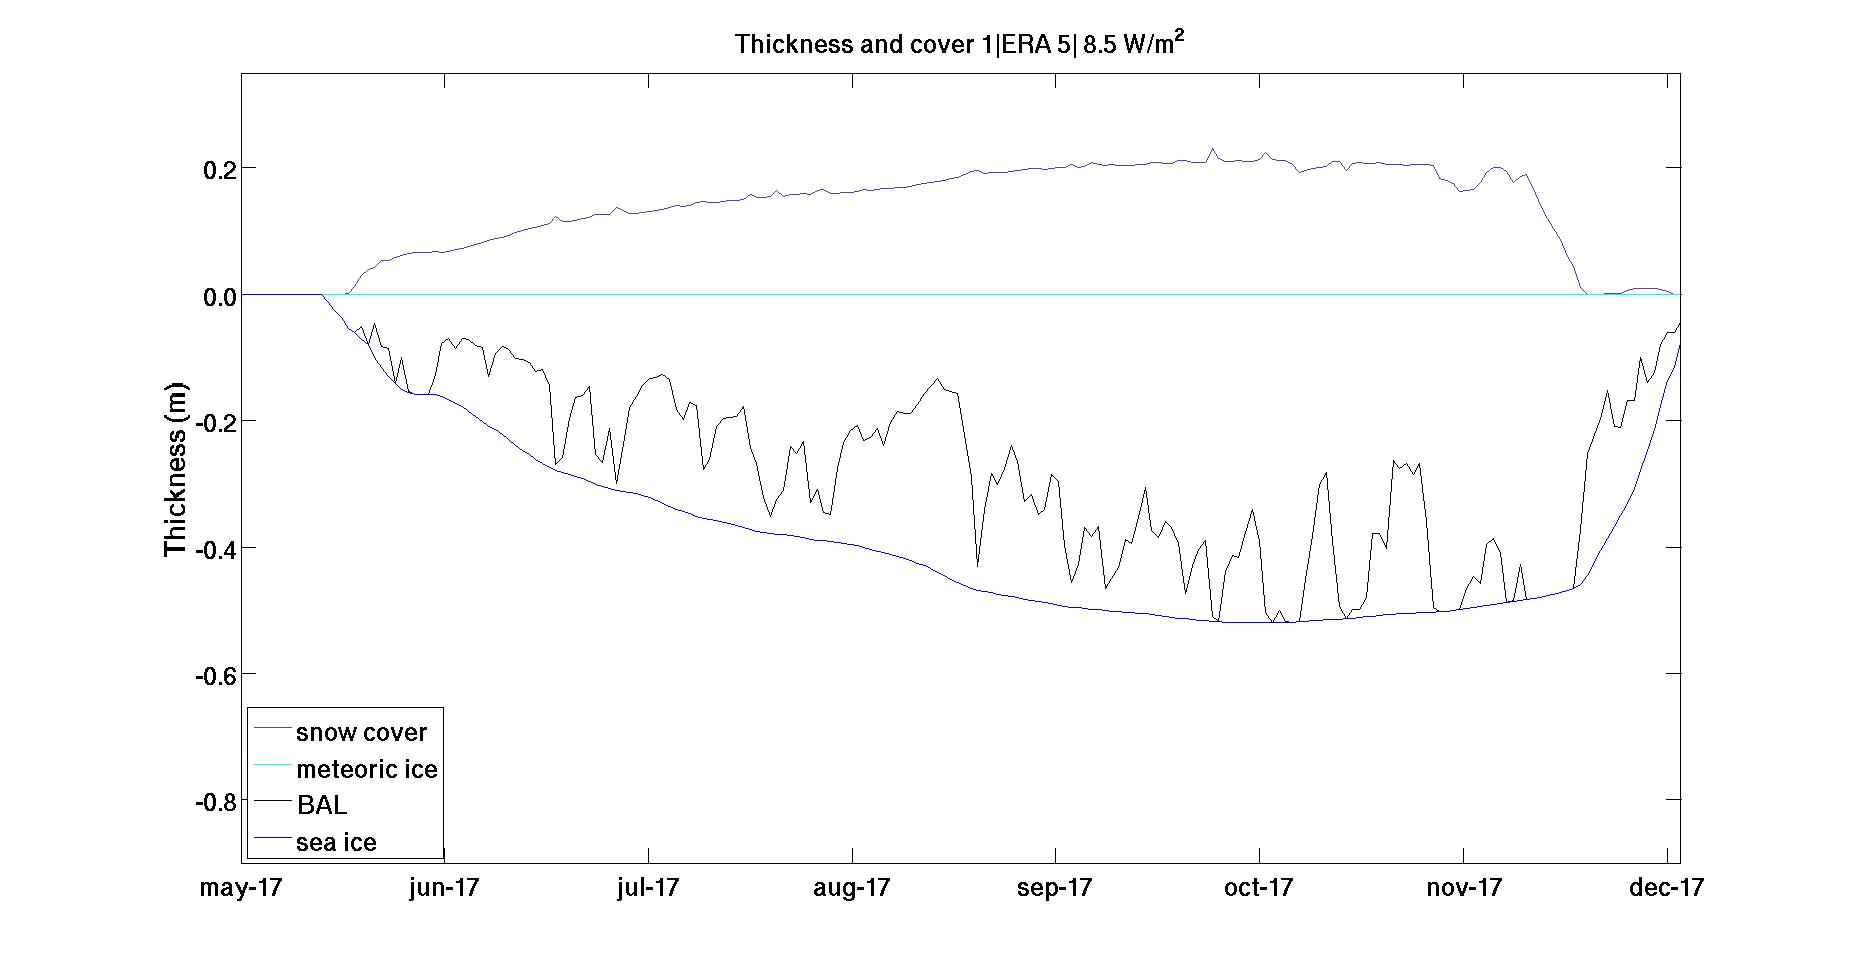 Thickness and cover 1|ERA 5| 8.5 W/m²
Thickness (m)
0.2
0.0
-0.2
-0.4
-0.6
-0.8
snow cover
meteoric ice
BAL
sea ice
may-17 jun-17 jul-17 aug-17 sep-17 oct-17 nov-17 dec-17